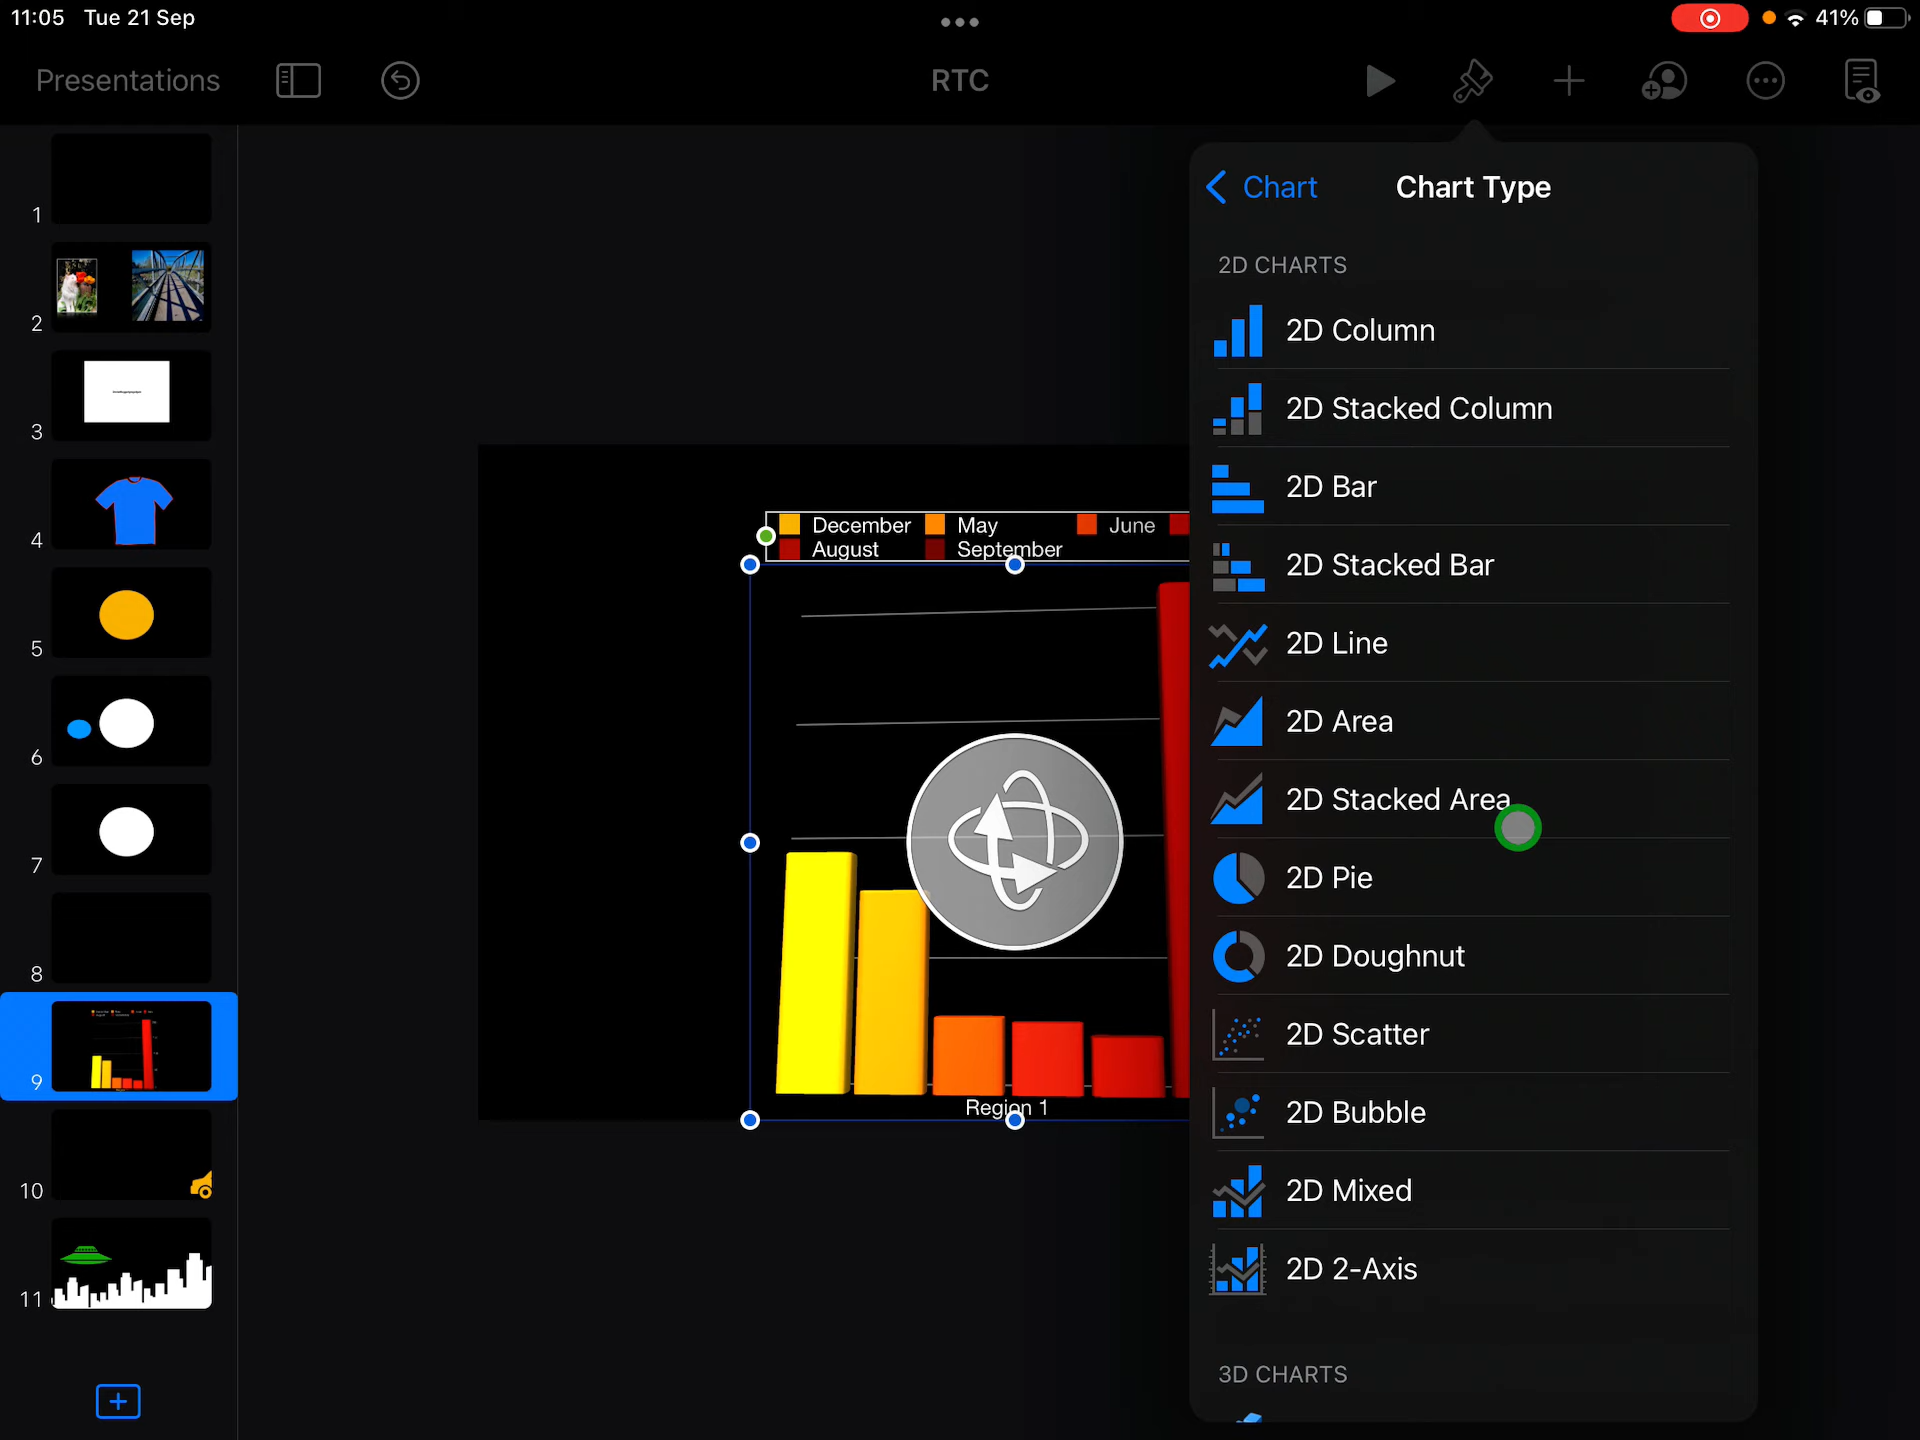 11:05 Tue 21 Sep
41%
Presentations
RTC
Chart
Chart Type
2D CHARTS
2D Column
2D Stacked Column
2D Bar
2D Stacked Bar
2D Line
2D Area
2D Stacked Area
2D Pie
2D Doughnut
2D Scatter
2D Bubble
2D Mixed
2D 2-Axis
3D CHARTS
December May June
August September
Region 1
1
2
3
4
5
6
7
8
9
10
11